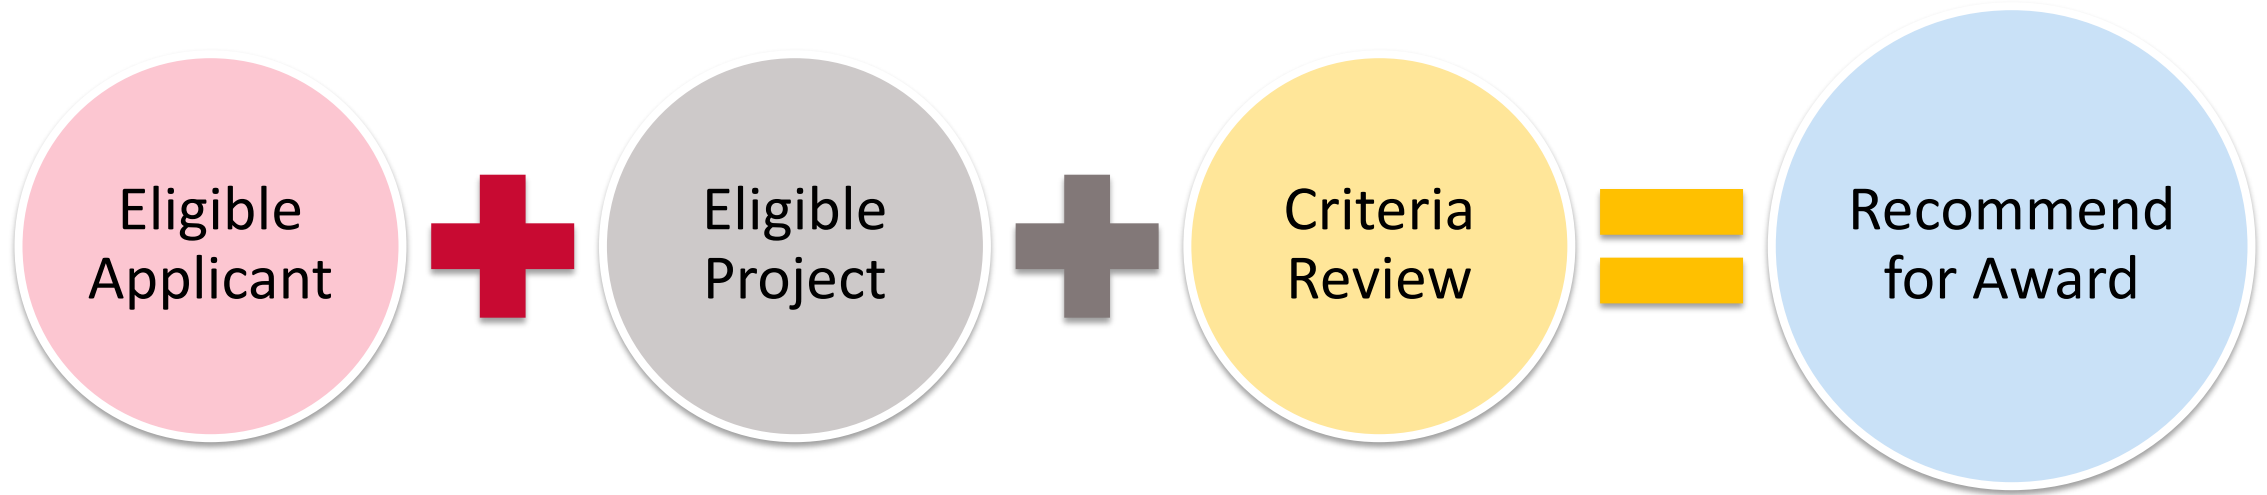 Eligible
Applicant
Eligible
Project
Criteria
Review
Recommend
for Award